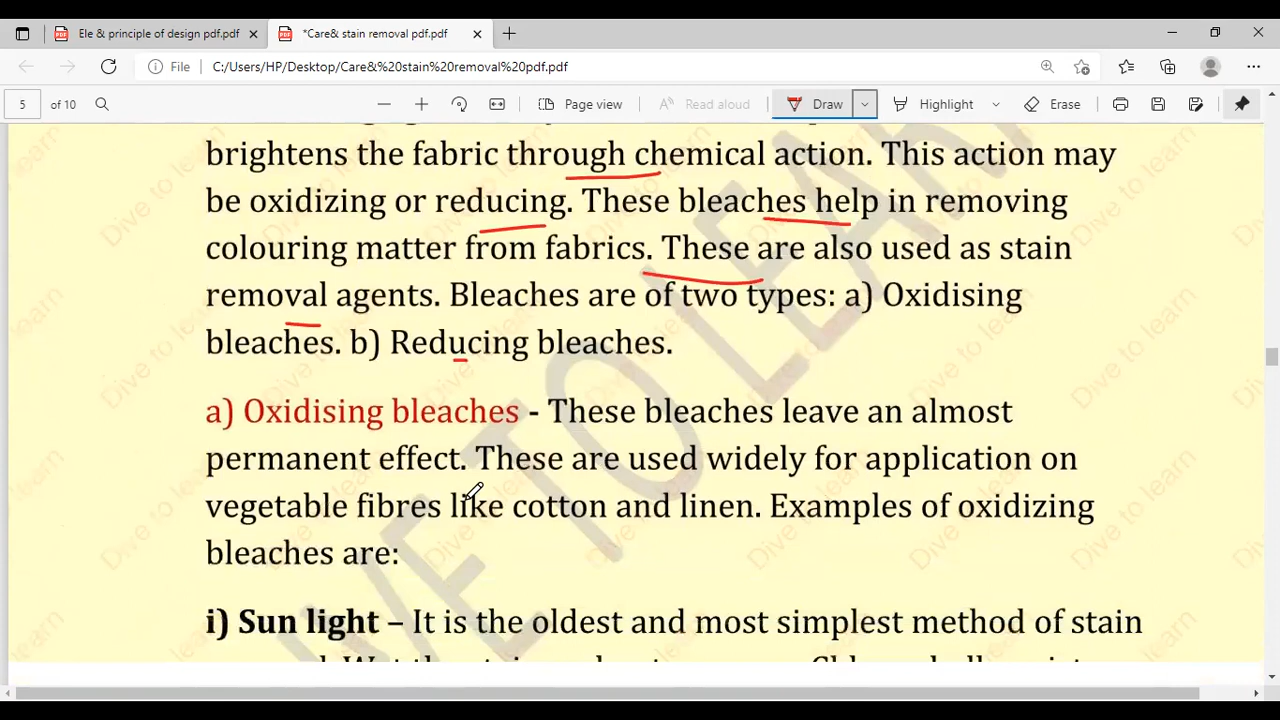 Ele & principle of design pdf.pdf
*Care& stain removal pdf.pdf
File
C:/Users/HP/Desktop/Care&%20stain%20removal%20pdf.pdf
5 of 10
Page view
Read aloud
Draw
Highlight
Erase
brightens the fabric through chemical action. This action may
be oxidizing or reducing. These bleaches help in removing
colouring matter from fabrics. These are also used as stain
removal agents. Bleaches are of two types: a) Oxidising
bleaches. b) Reducing bleaches.
a) Oxidising bleaches - These bleaches leave an almost
permanent effect. These are used widely for application on
vegetable fibres like cotton and linen. Examples of oxidizing
bleaches are:
i) Sun light – It is the oldest and most simplest method of stain
Dive to learn